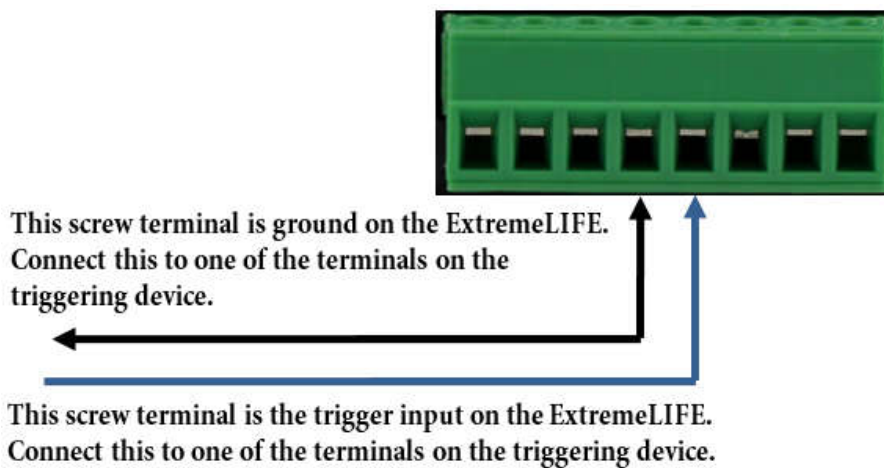 This screw terminal is ground on the ExtremeLIFE.
Connect this to one of the terminals on the
triggering device.
This screw terminal is the trigger input on the ExtremeLIFE.
Connect this to one of the terminals on the triggering device.